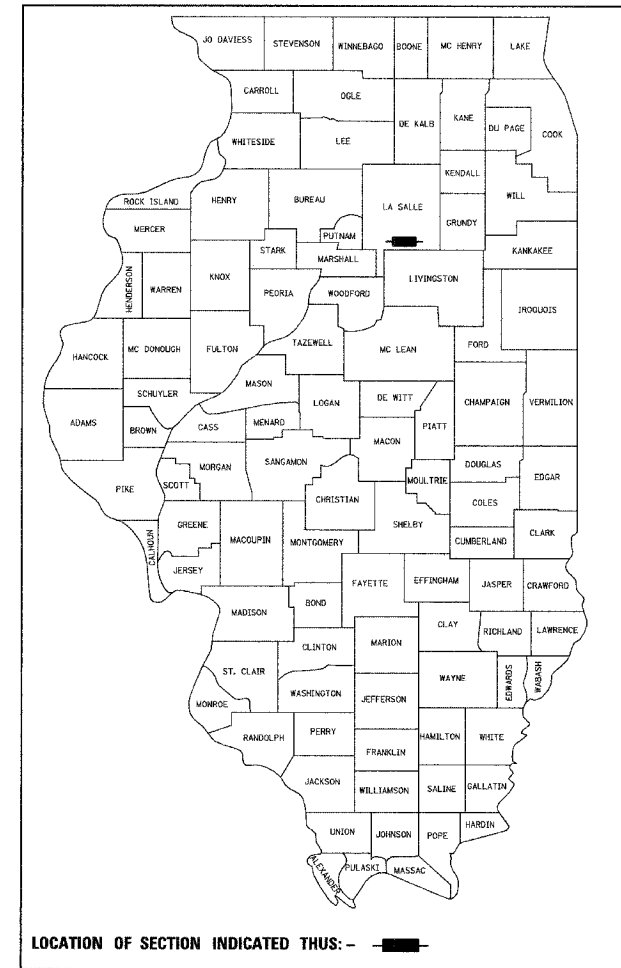 JO DAVIESS STEVENSON WINNEBAGO BOONE MC HENRY LAKE
CARROLL OGLE DE KALB KANE DU PAGE COOK
WHITESIDE LEE
KENDALL WILL
ROCK ISLAND HENRY BUREAU LA SALLE GRUNDY
MERCER PUTNAM KANKAKEE
STARK MARSHALL
HENDERSON WARREN KNOX PEORIA WOODFORD LIVINGSTON IROQUOIS
HANCOCK MC DONOUGH FULTON TAZEWELL MC LEAN FORD
SCHUYLER MASON LOGAN DE WITT CHAMPAIGN VERMILION
ADAMS BROWN CASS MENARD MACON PIATT
PIKE SCOTT MORGAN SANGAMON CHRISTIAN MOULTRIE DOUGLAS EDGAR
COLES
CALHOUN GREENE MACOUPIN MONTGOMERY SHELBY CUMBERLAND CLARK
JERSEY FAYETTE EFFINGHAM JASPER CRAWFORD
MADISON BOND
CLINTON MARION CLAY RICHLAND LAWRENCE
ST. CLAIR WAYNE EDWARDS WABASH
MONROE WASHINGTON JEFFERSON
RANDOLPH PERRY FRANKLIN HAMILTON WHITE
JACKSON WILLIAMSON SALINE GALLATIN
UNION JOHNSON POPE HARDIN
ALEXANDER PULASKI MASSAC
LOCATION OF SECTION INDICATED THUS: -